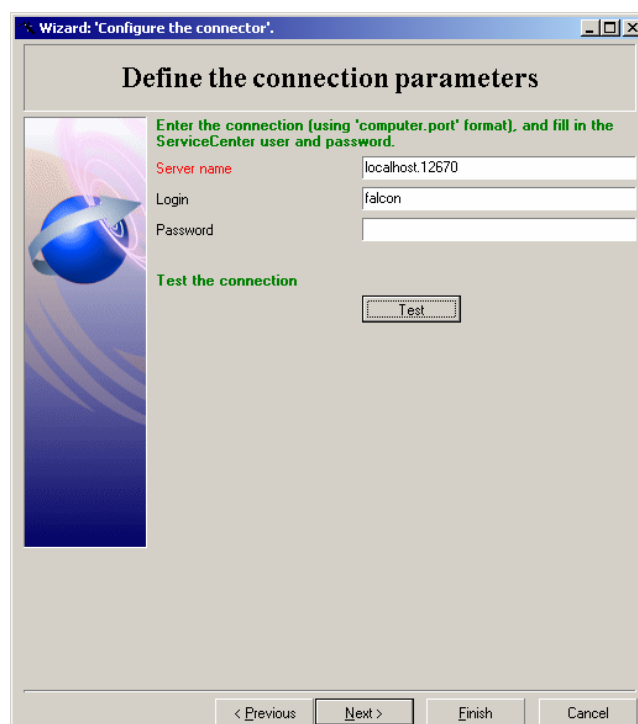 Wizard: 'Configure the connector'.
Define the connection parameters
Enter the connection (using 'computer.port' format), and fill in the
ServiceCenter user and password.
Server name
localhost.12670
Login
falcon
Password
Test the connection
Test
< Previous
Next >
Finish
Cancel